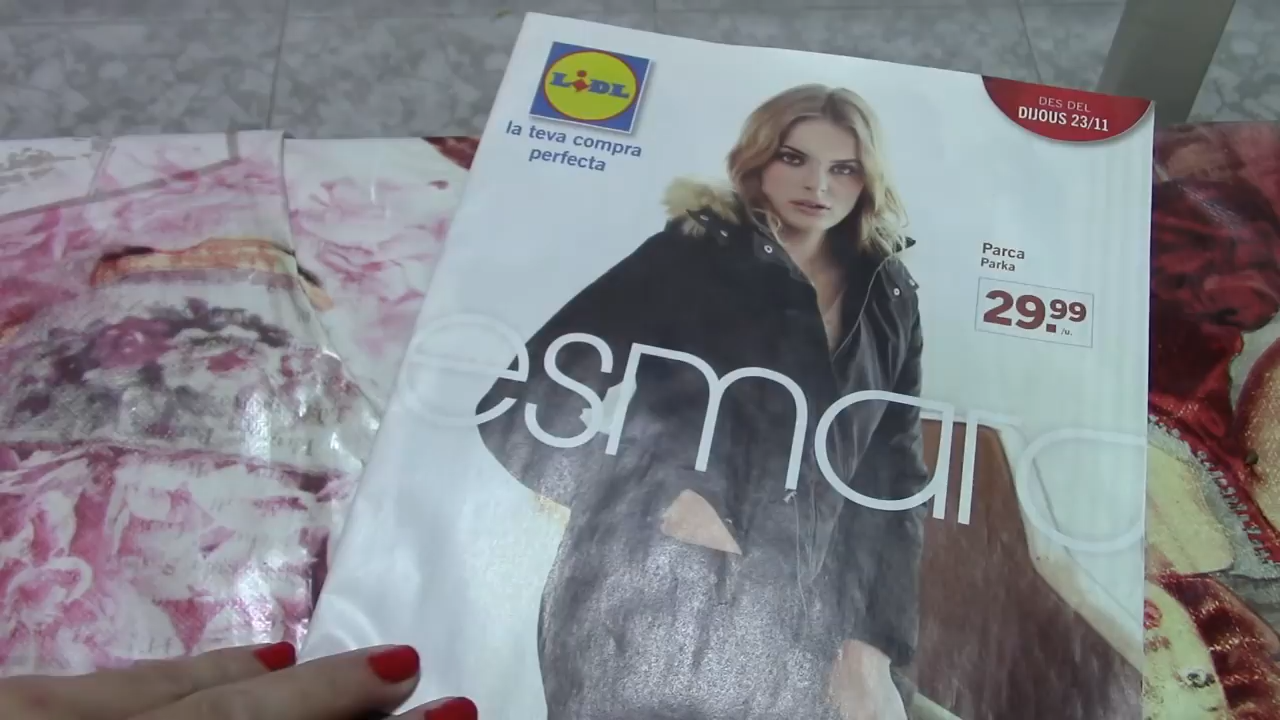 LIDL
la teva compra
perfecta
DES DEL
DIJOUS 23/11
Parca
Parka
29.99
/u.
esmara